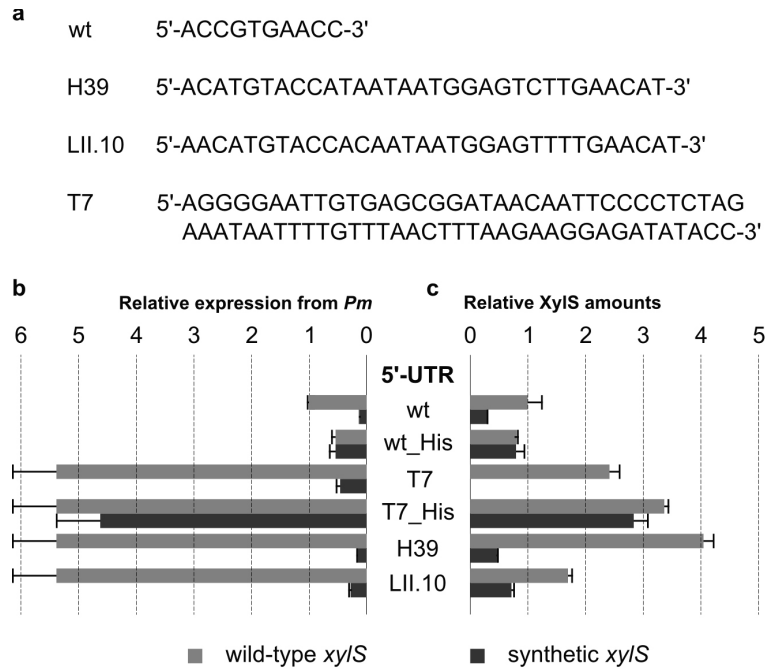 a
wt 5'-ACCGTGAACC-3'
H39 5'-ACATGTACCATAATAATGGAGTCTTGAACAT-3'
LII.10 5'-AACATGTACCACAATAATGGAGTTTTGAACAT-3'
T7 5'-AGGGGAATTGTGAGCGGATAACAATTCCCCTCTAG
AAATAATTTTGTTTAACTTTAAGAAGGAGATATACC-3'
b Relative expression from Pm
c Relative XylS amounts
6 5 4 3 2 1 0
0 1 2 3 4 5
5'-UTR
wt
wt_His
T7
T7_His
H39
LII.10
wild-type xylS
synthetic xylS